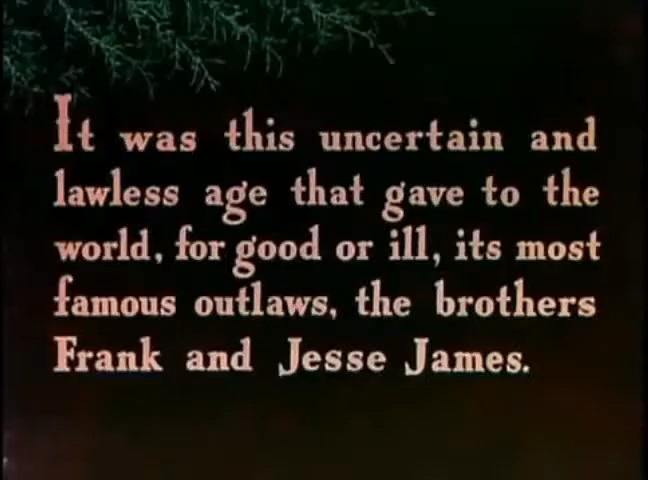 It was this uncertain and
lawless age that gave to the
world, for good or ill, its most
famous outlaws, the brothers
Frank and Jesse James.